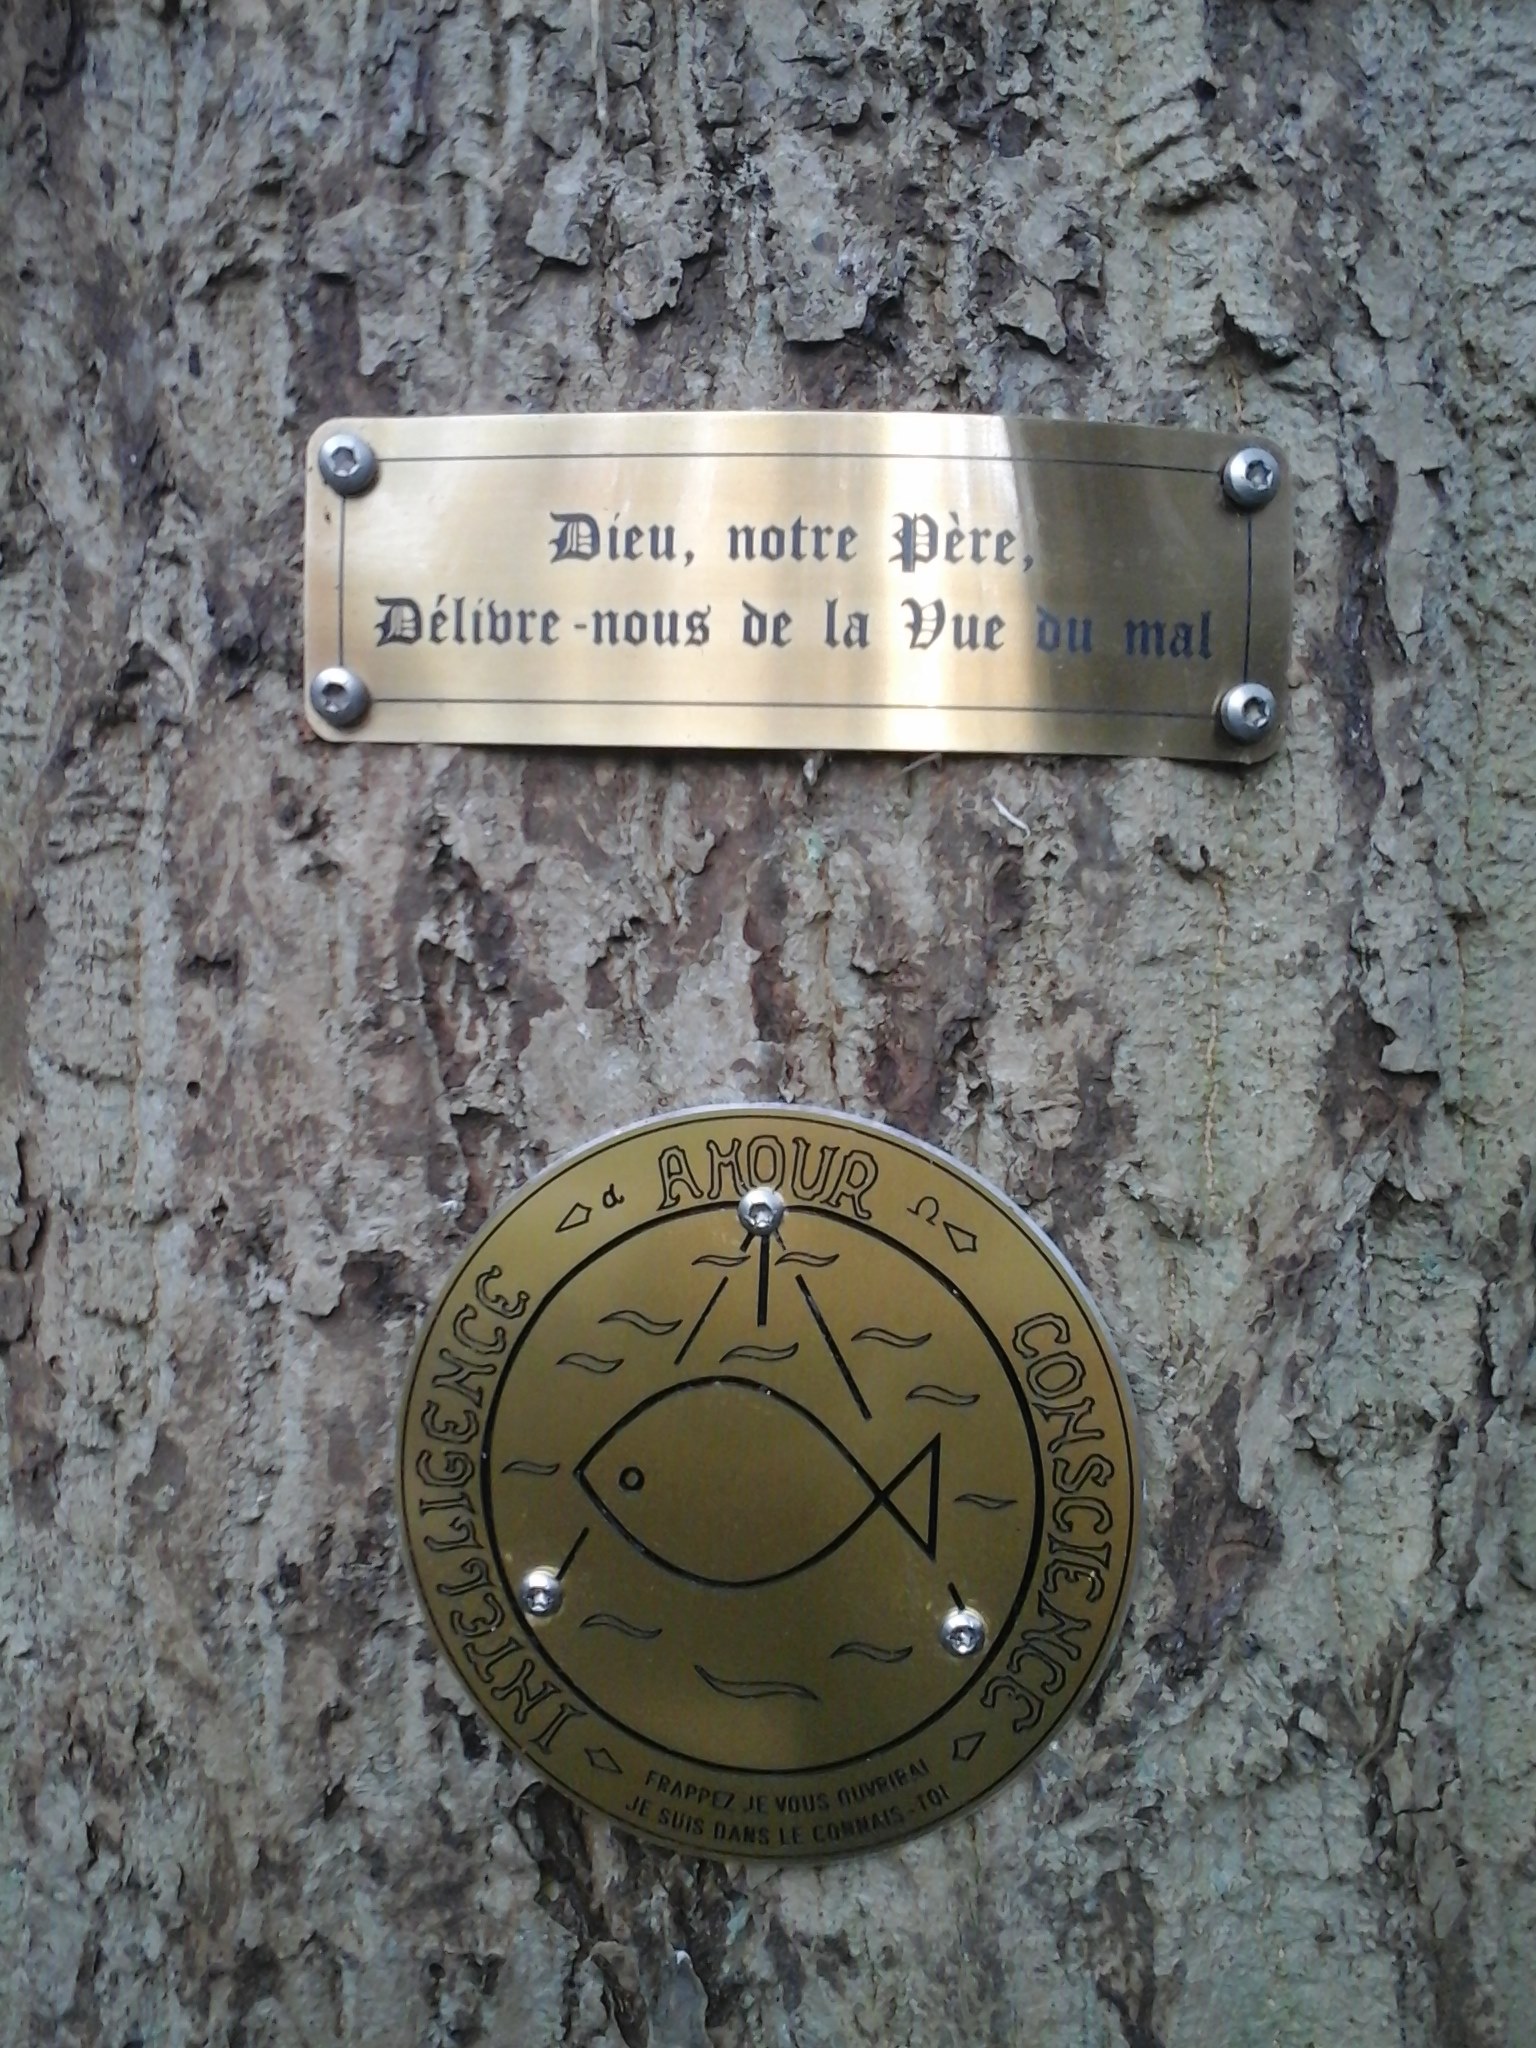 Dieu, notre Père,
Délivre-nous de la Vue du mal
α AMOUR Ω
INTELLIGENCE
CONSCIENCE
FRAPPEZ JE VOUS OUVRIRAI
JE SUIS DANS LE CONNAIS-TOI